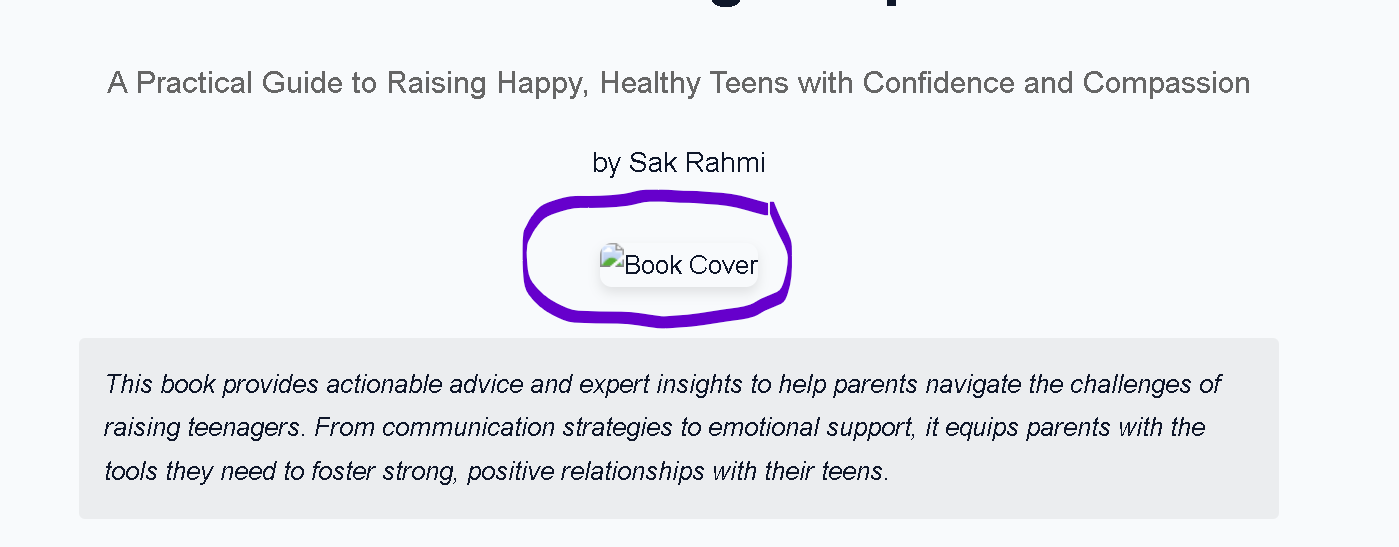 A Practical Guide to Raising Happy, Healthy Teens with Confidence and Compassion
by Sak Rahmi
Book Cover
This book provides actionable advice and expert insights to help parents navigate the challenges of
raising teenagers. From communication strategies to emotional support, it equips parents with the
tools they need to foster strong, positive relationships with their teens.